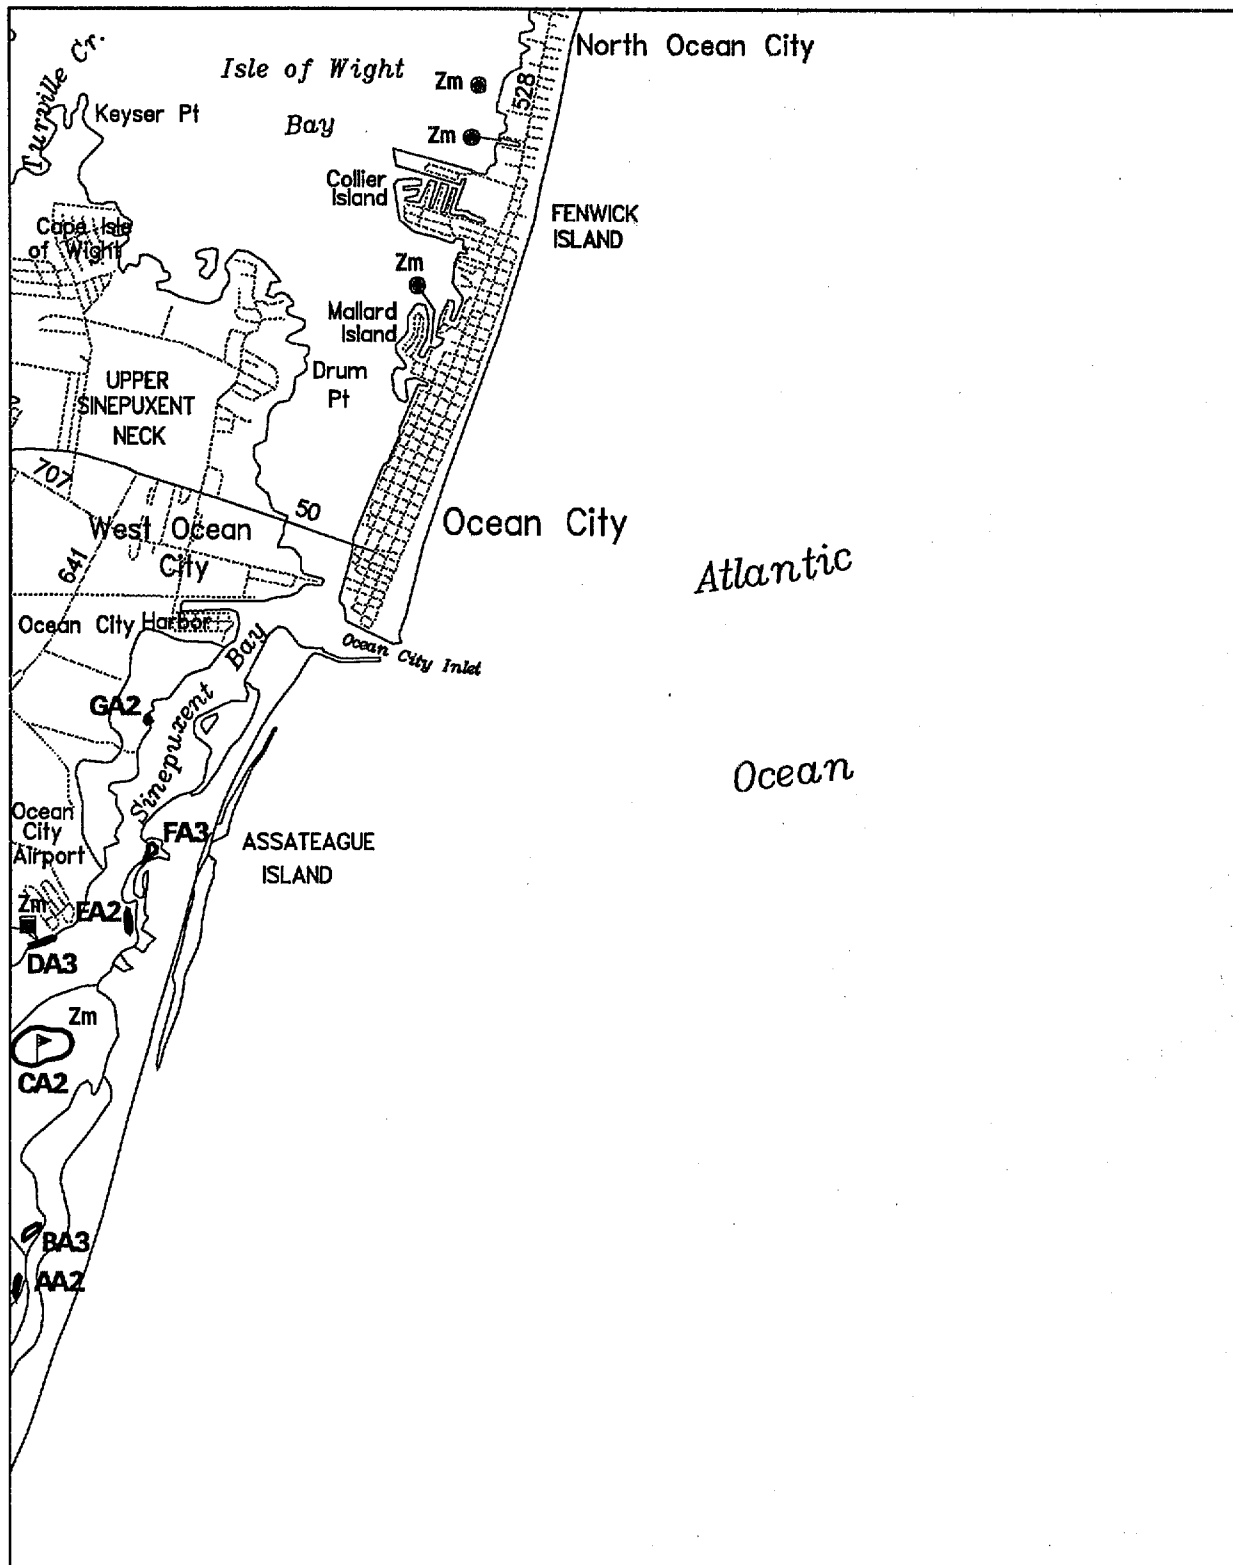 North Ocean City
Turville Cr.
Isle of Wight
Bay
Zm
528
Keyser Pt
Zm
Collier
Island
FENWICK
ISLAND
Cape Isle
of Wight
Zm
Mallard
Island
Drum
Pt
UPPER
SINEPUXENT
NECK
707
50
Ocean City
West Ocean
City
641
Atlantic
Ocean City Harbor
Ocean City Inlet
Sinepuxent Bay
GA2
Ocean
Ocean
City
Airport
FA3
ASSATEAGUE
ISLAND
Zm
EA2
DA3
Zm
CA2
BA3
AA2